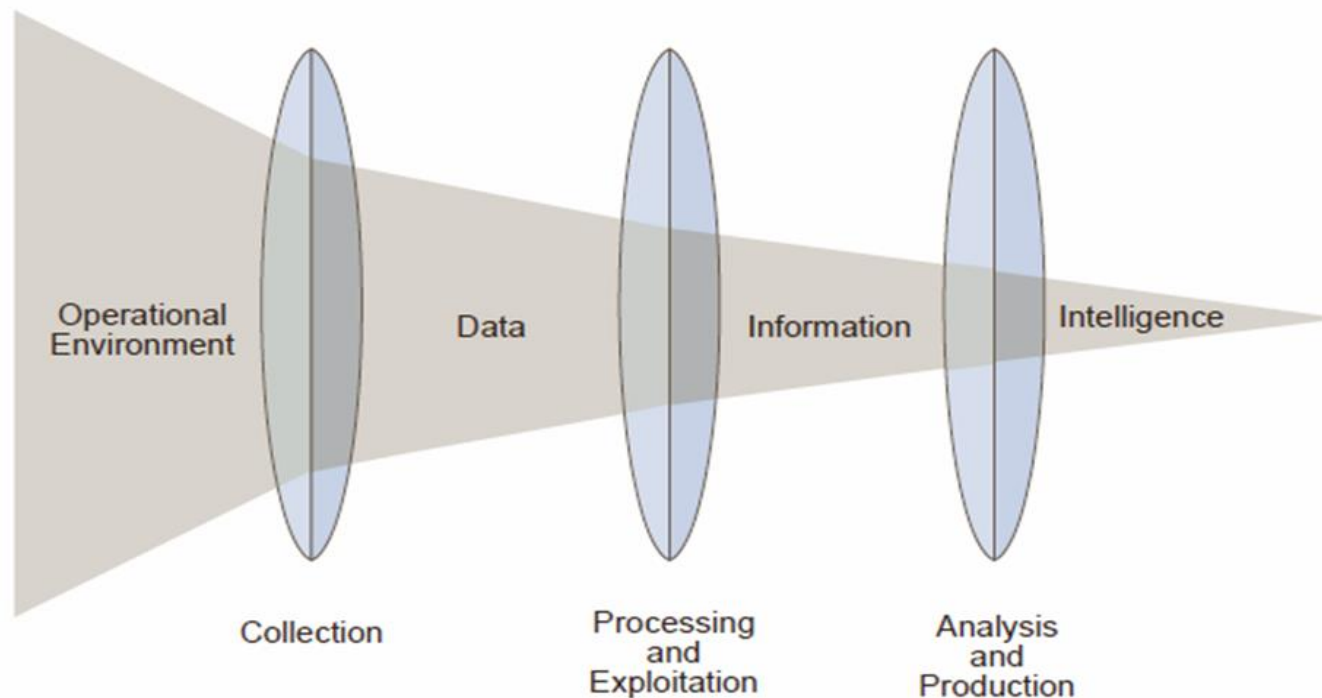 Operational
Environment
Data
Information
Intelligence
Collection
Processing
and
Exploitation
Analysis
and
Production